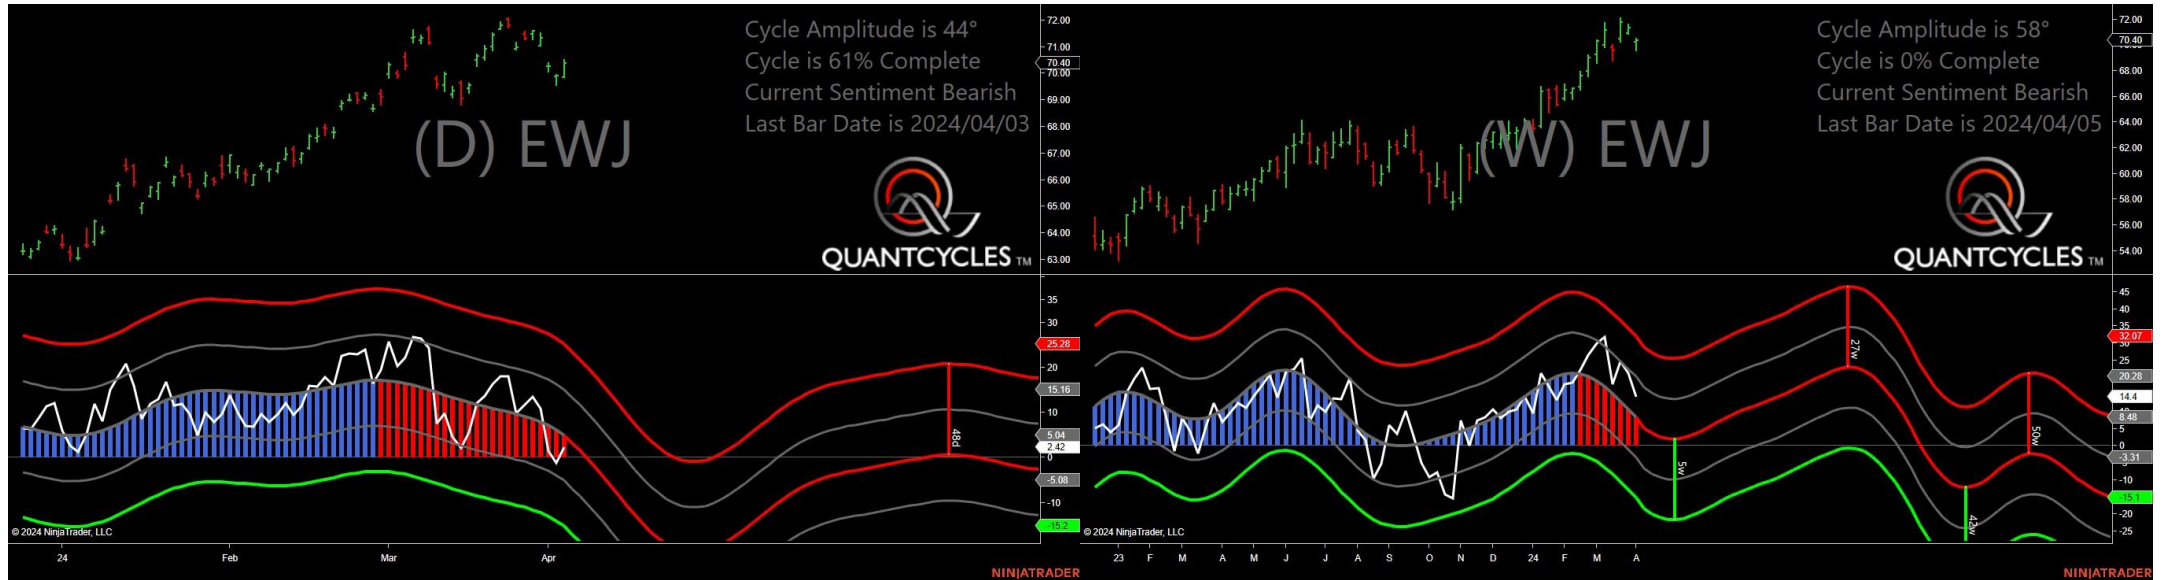 Cycle Amplitude is 44°
Cycle is 61% Complete
Current Sentiment Bearish
Last Bar Date is 2024/04/03
(D) EWJ
QUANTCYCLES TM
72.00
71.00
70.40
70.00
69.00
68.00
67.00
66.00
65.00
64.00
63.00
35
30
25.28
20
15.16
10
5.04
2.42
0
-5.08
-10
-15.2
48d
© 2024 NinjaTrader, LLC
24 Feb Mar Apr
NINJATRADER
Cycle Amplitude is 58°
Cycle is 0% Complete
Current Sentiment Bearish
Last Bar Date is 2024/04/05
(W) EWJ
QUANTCYCLES TM
72.00
70.40
68.00
66.00
64.00
62.00
60.00
58.00
56.00
54.00
45
40
35
32.07
30
25
20.28
14.4
8.48
5
0
-3.31
-10
-15.1
-20
-25
27w
5w
50w
42w
© 2024 NinjaTrader, LLC
23 F M A M J J A S O N D 24 F M A
NINJATRADER